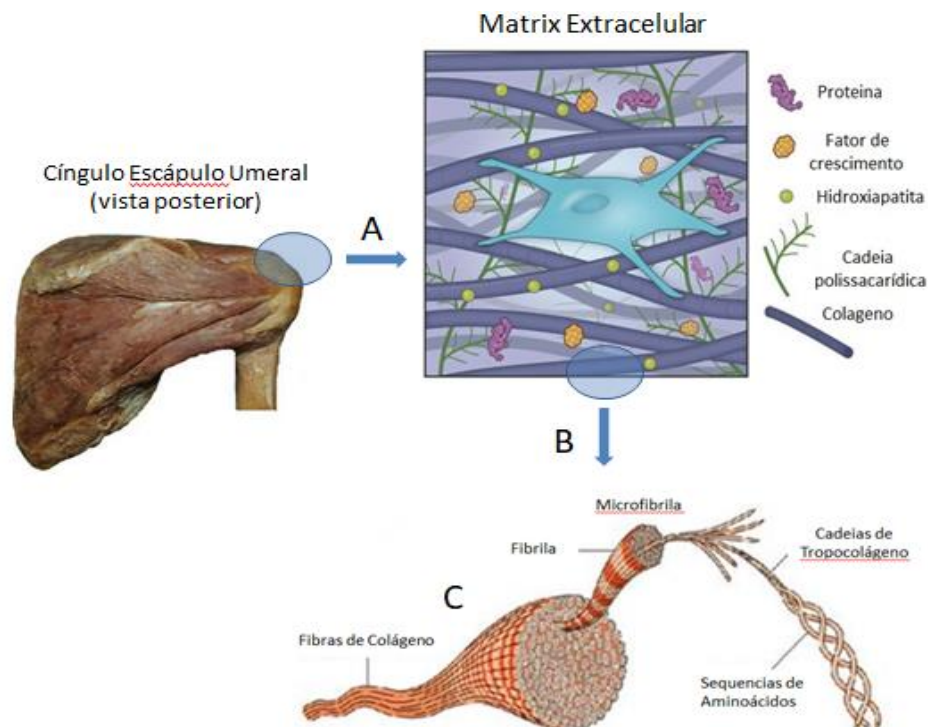 Matrix Extracelular
Cíngulo Escápulo Umeral
(vista posterior)
A
Proteina
Fator de
crescimento
Hidroxiapatita
Cadeia
polissacarídica
Colageno
B
Microfibrila
Fibrila
Cadeias de
Tropocolágeno
C
Fibras de Colágeno
Sequencias de
Aminoácidos